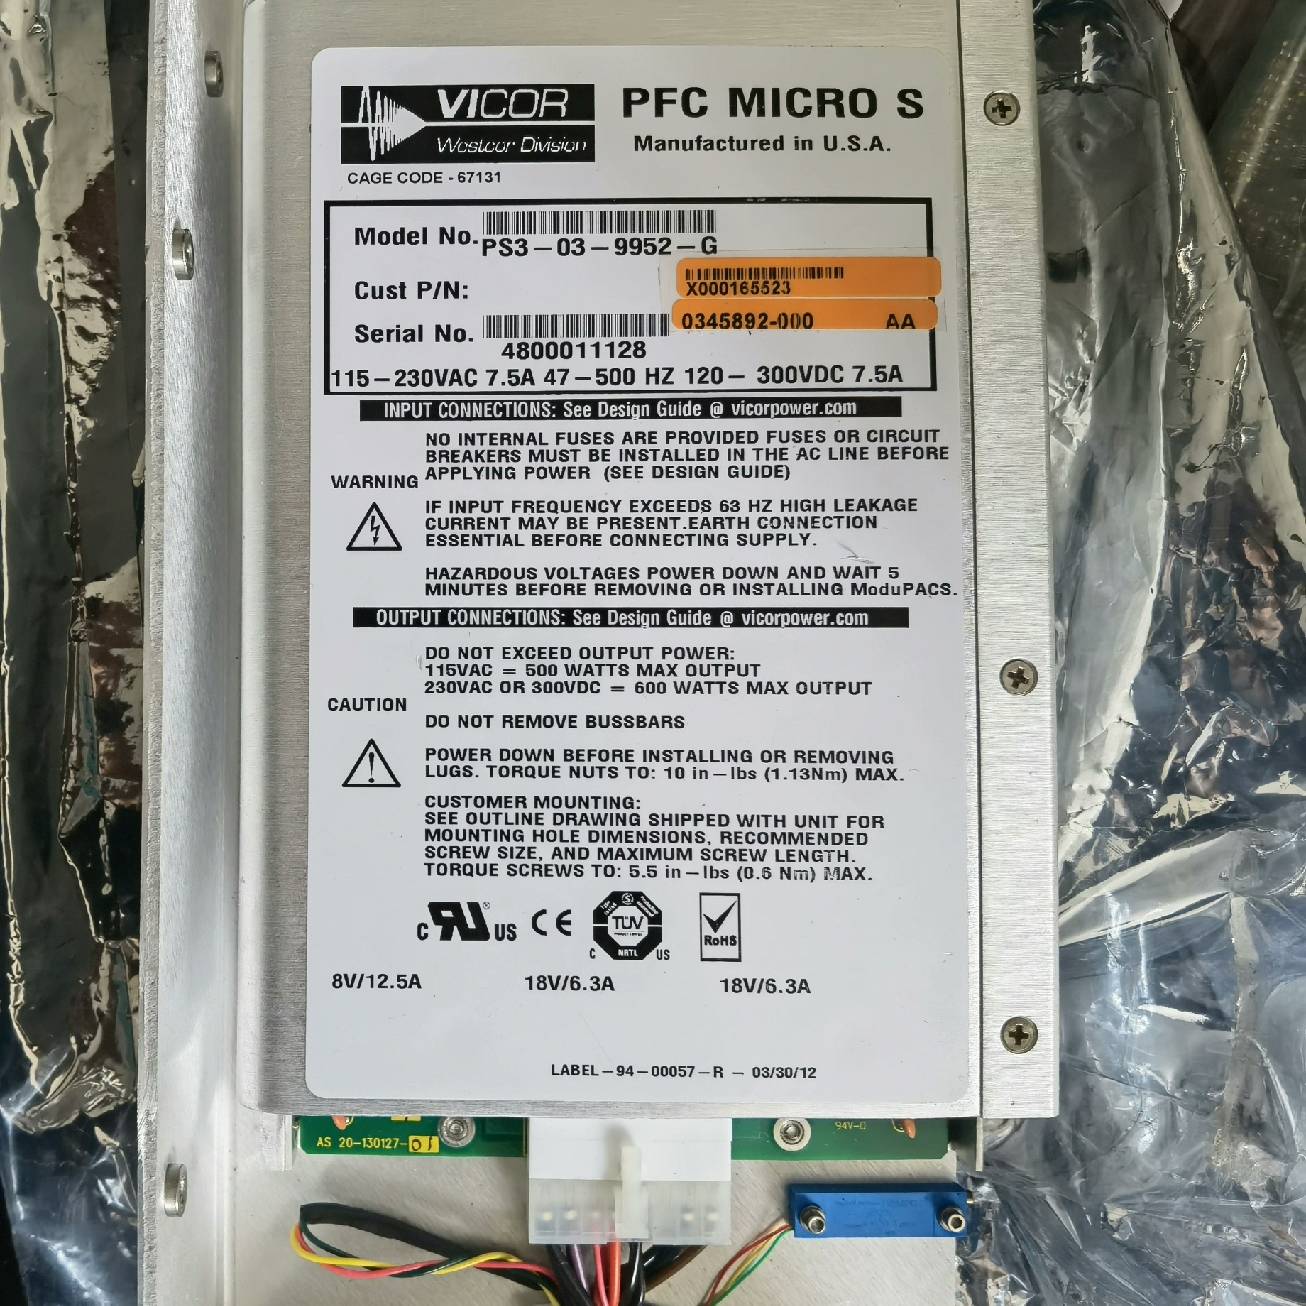 VICOR PFC MICRO S
Westcor Division Manufactured in U.S.A.
CAGE CODE - 67131
Model No. PS3-03-9952-G
Cust P/N: X000165523
0345892-000 AA
Serial No. 4800011128
115-230VAC 7.5A 47-500 HZ 120- 300VDC 7.5A
INPUT CONNECTIONS: See Design Guide @ vicorpower.com
NO INTERNAL FUSES ARE PROVIDED FUSES OR CIRCUIT
BREAKERS MUST BE INSTALLED IN THE AC LINE BEFORE
APPLYING POWER (SEE DESIGN GUIDE)
WARNING
IF INPUT FREQUENCY EXCEEDS 63 HZ HIGH LEAKAGE
CURRENT MAY BE PRESENT.EARTH CONNECTION
ESSENTIAL BEFORE CONNECTING SUPPLY.
HAZARDOUS VOLTAGES POWER DOWN AND WAIT 5
MINUTES BEFORE REMOVING OR INSTALLING ModuPACS.
OUTPUT CONNECTIONS: See Design Guide @ vicorpower.com
DO NOT EXCEED OUTPUT POWER:
115VAC = 500 WATTS MAX OUTPUT
230VAC OR 300VDC = 600 WATTS MAX OUTPUT
CAUTION
DO NOT REMOVE BUSSBARS
POWER DOWN BEFORE INSTALLING OR REMOVING
LUGS. TORQUE NUTS TO: 10 in-lbs (1.13Nm) MAX.
CUSTOMER MOUNTING:
SEE OUTLINE DRAWING SHIPPED WITH UNIT FOR
MOUNTING HOLE DIMENSIONS, RECOMMENDED
SCREW SIZE, AND MAXIMUM SCREW LENGTH.
TORQUE SCREWS TO: 5.5 in-lbs (0.6 Nm) MAX.
C RU US CE TÜV RoHS
C NRTL US
8V/12.5A 18V/6.3A 18V/6.3A
LABEL-94-00057-R - 03/30/12
AS 20-130127-01 94V-0